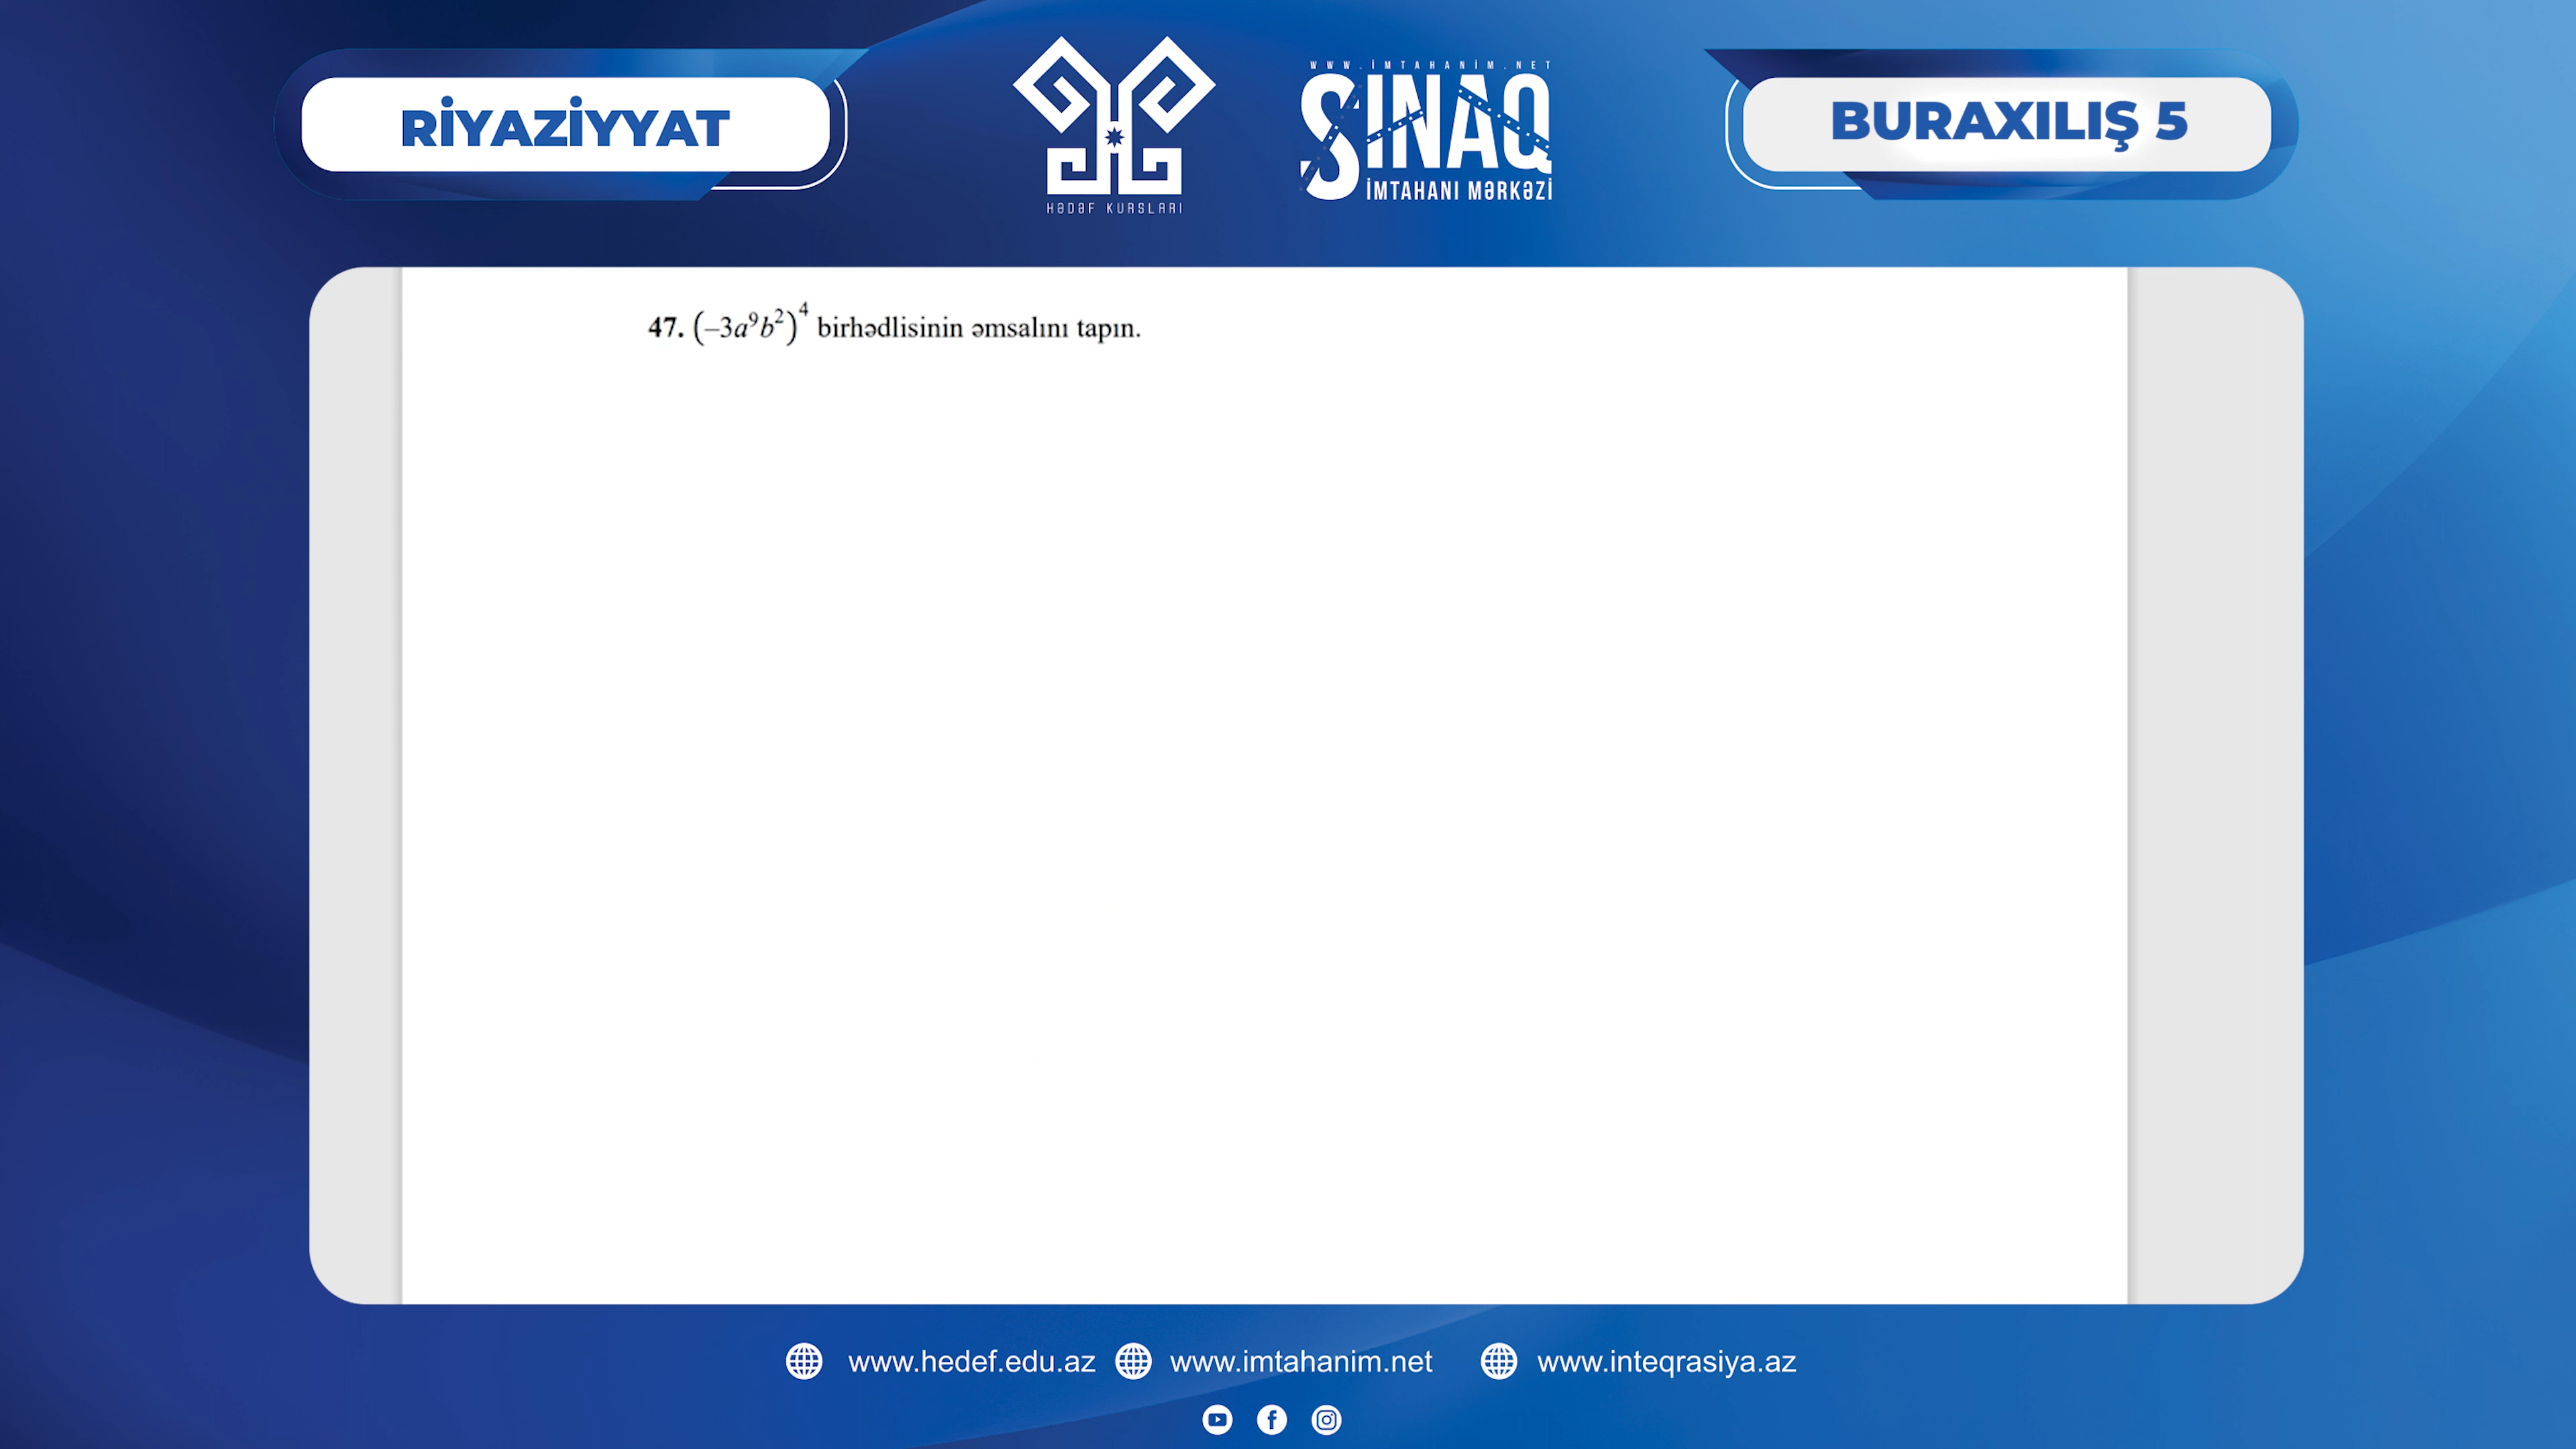 RİYAZİYYAT
HƏDƏF KURSLARI
WWW.İMTAHANİM.NET
SINAQ
İMTAHANI MƏRKƏZİ
BURAXILIŞ 5
47. (–3a⁹b²)⁴ birhədlisinin əmsalını tapın.
www.hedef.edu.az www.imtahanim.net www.inteqrasiya.az